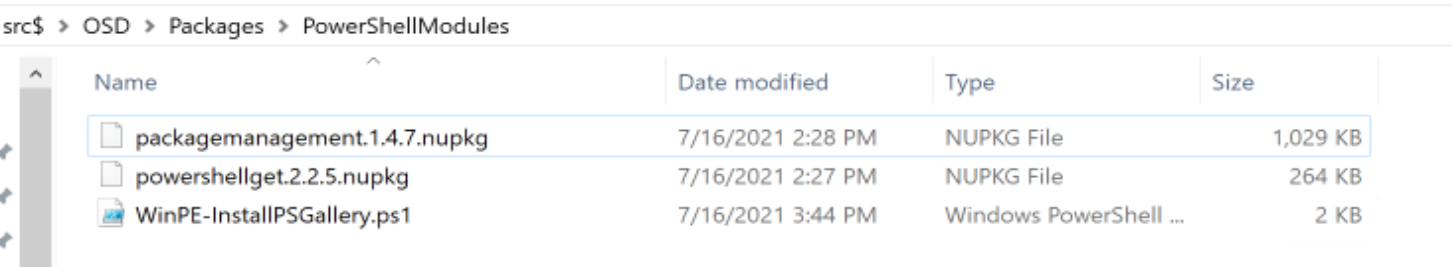 src$ > OSD > Packages > PowerShellModules
Name Date modified Type Size
packagemanagement.1.4.7.nupkg 7/16/2021 2:28 PM NUPKG File 1,029 KB
powershellget.2.2.5.nupkg 7/16/2021 2:27 PM NUPKG File 264 KB
WinPE-InstallPSGallery.ps1 7/16/2021 3:44 PM Windows PowerShell ... 2 KB